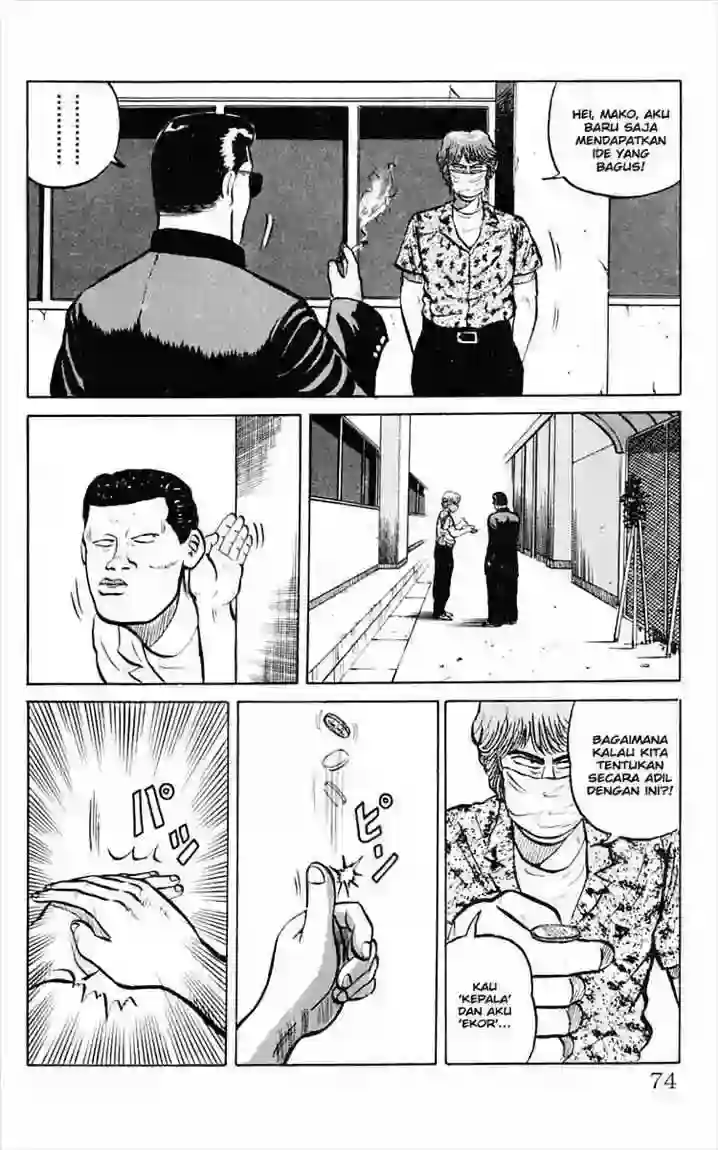 HEI, MAKO, AKU
BARU SAJA
MENDAPATKAN
IDE YANG
BAGUS!
BAGAIMANA
KALAU KITA
TENTUKAN
SECARA ADIL
DENGAN INI?!
KAU
'KEPALA'
DAN AKU
'EKOR'...
ピンッ
パッ
74